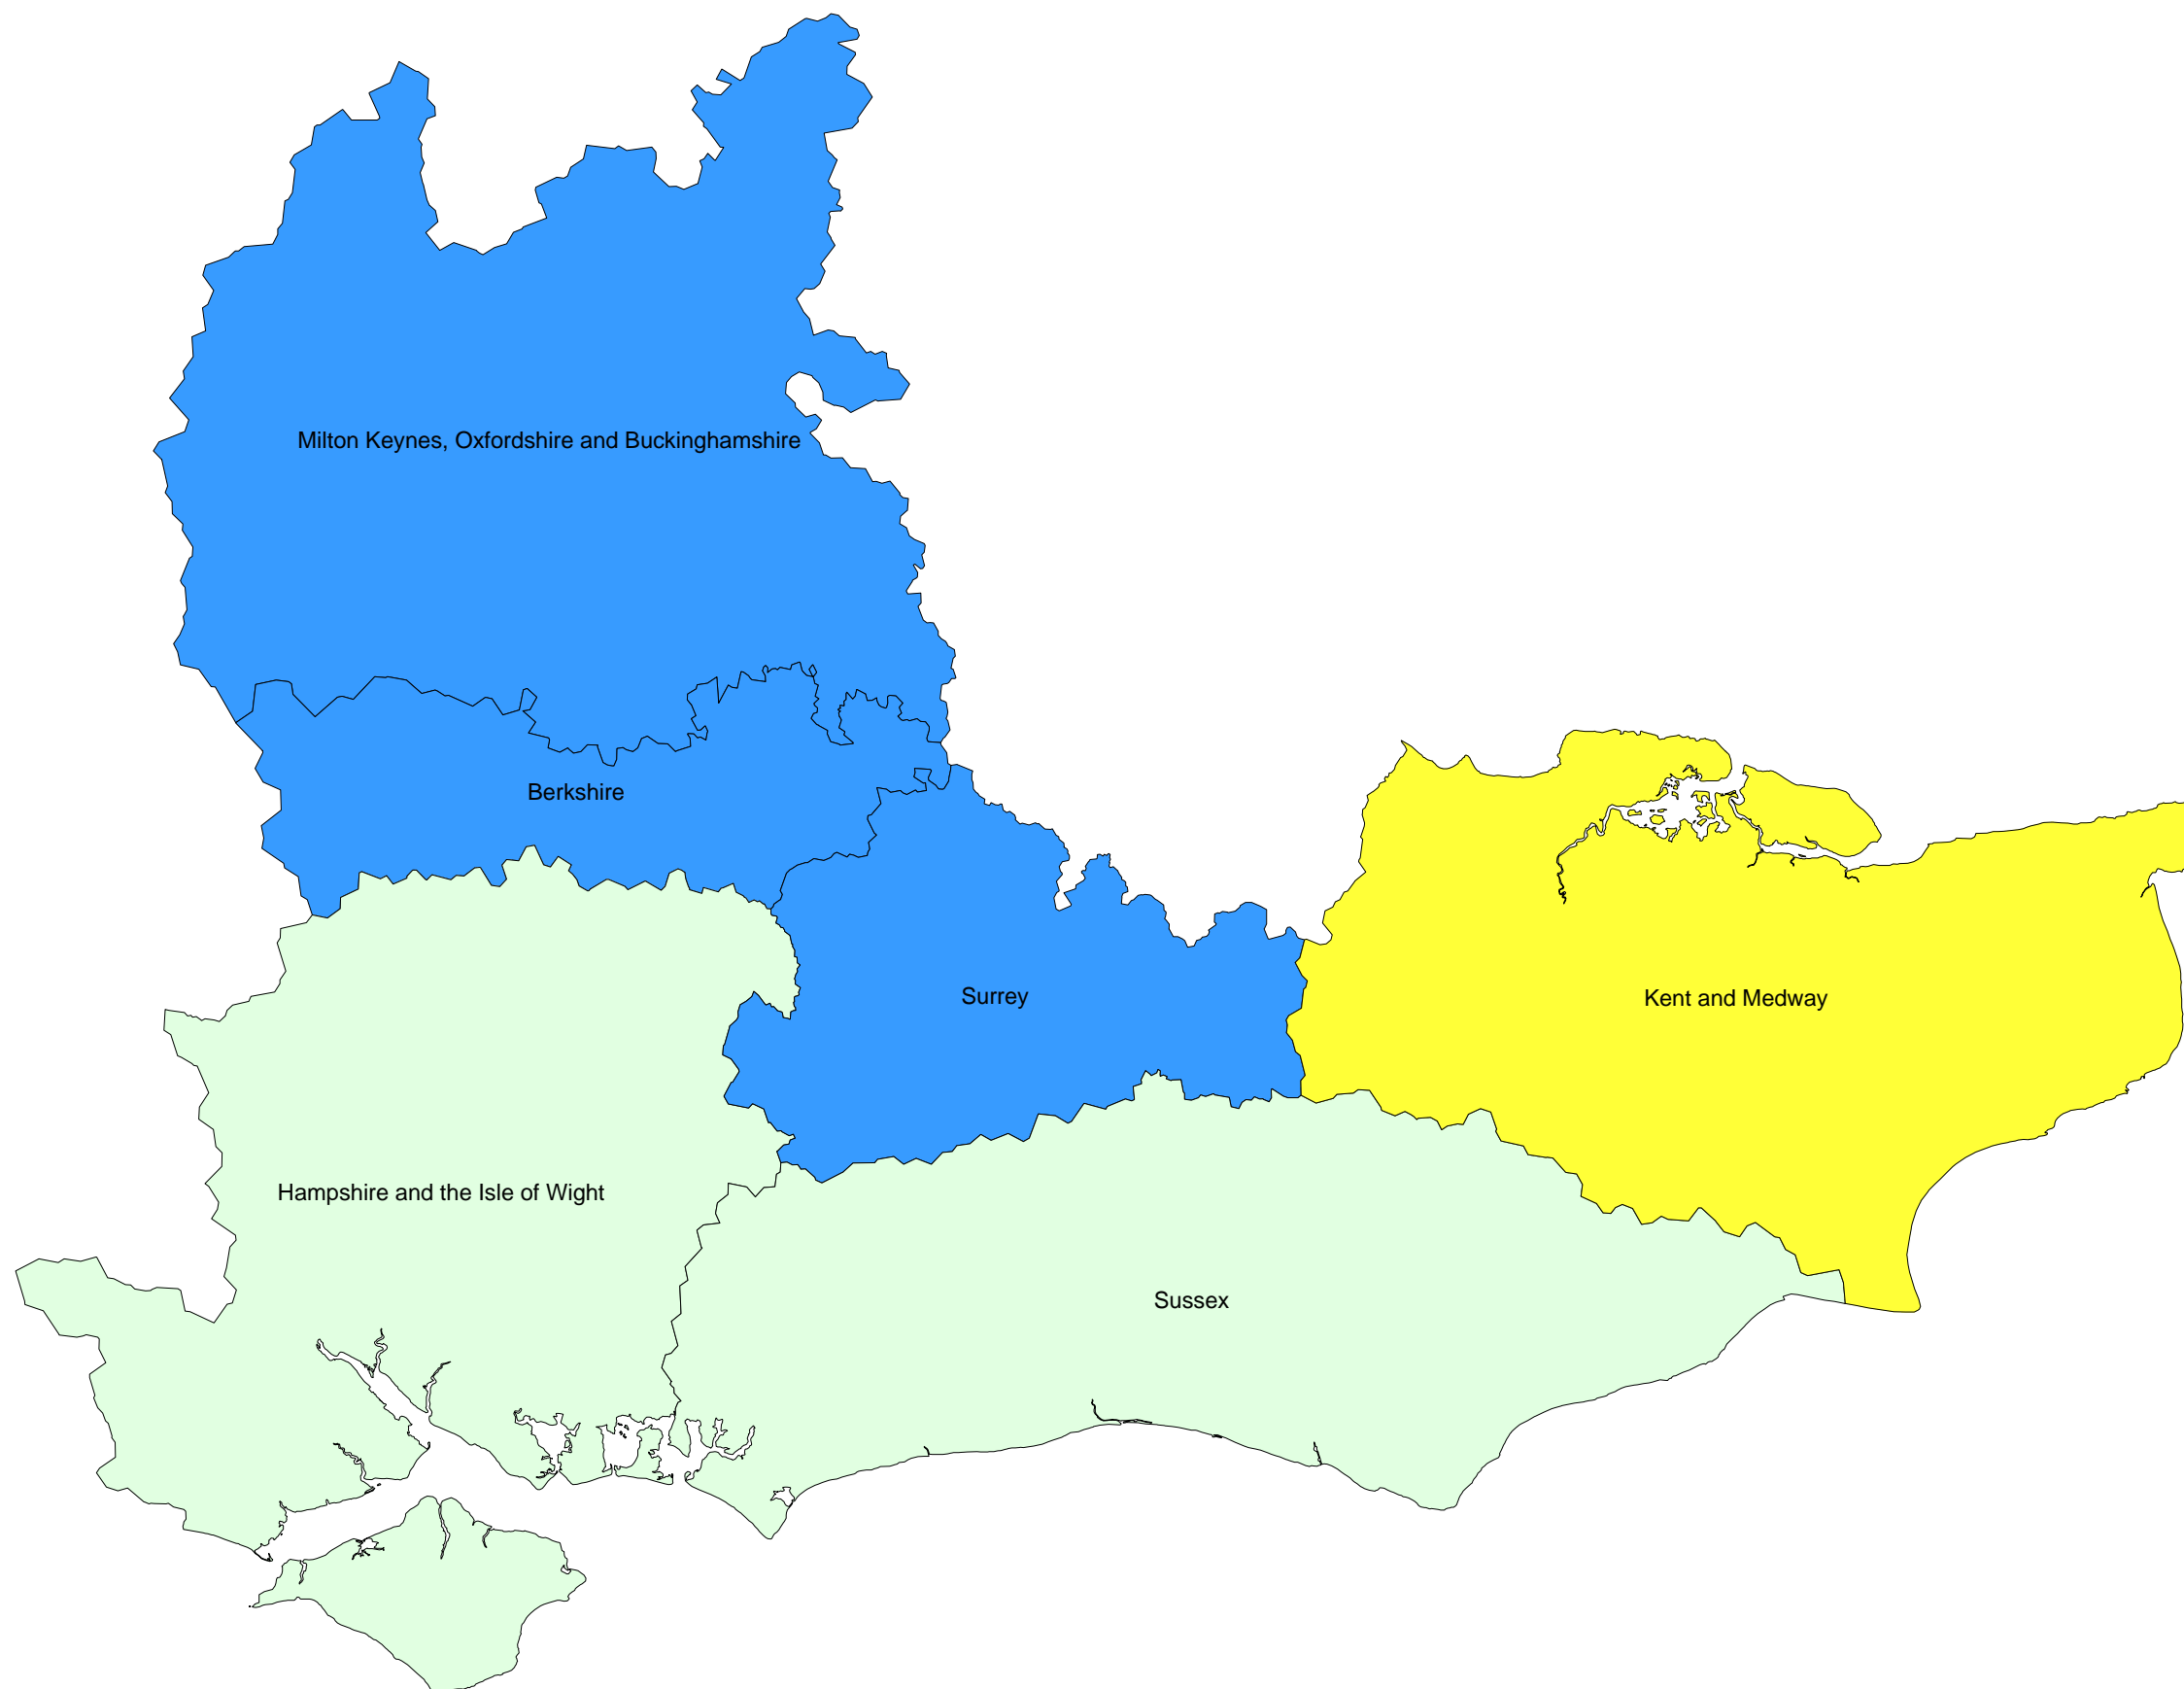 Milton Keynes, Oxfordshire and Buckinghamshire
Berkshire
Surrey
Kent and Medway
Hampshire and the Isle of Wight
Sussex